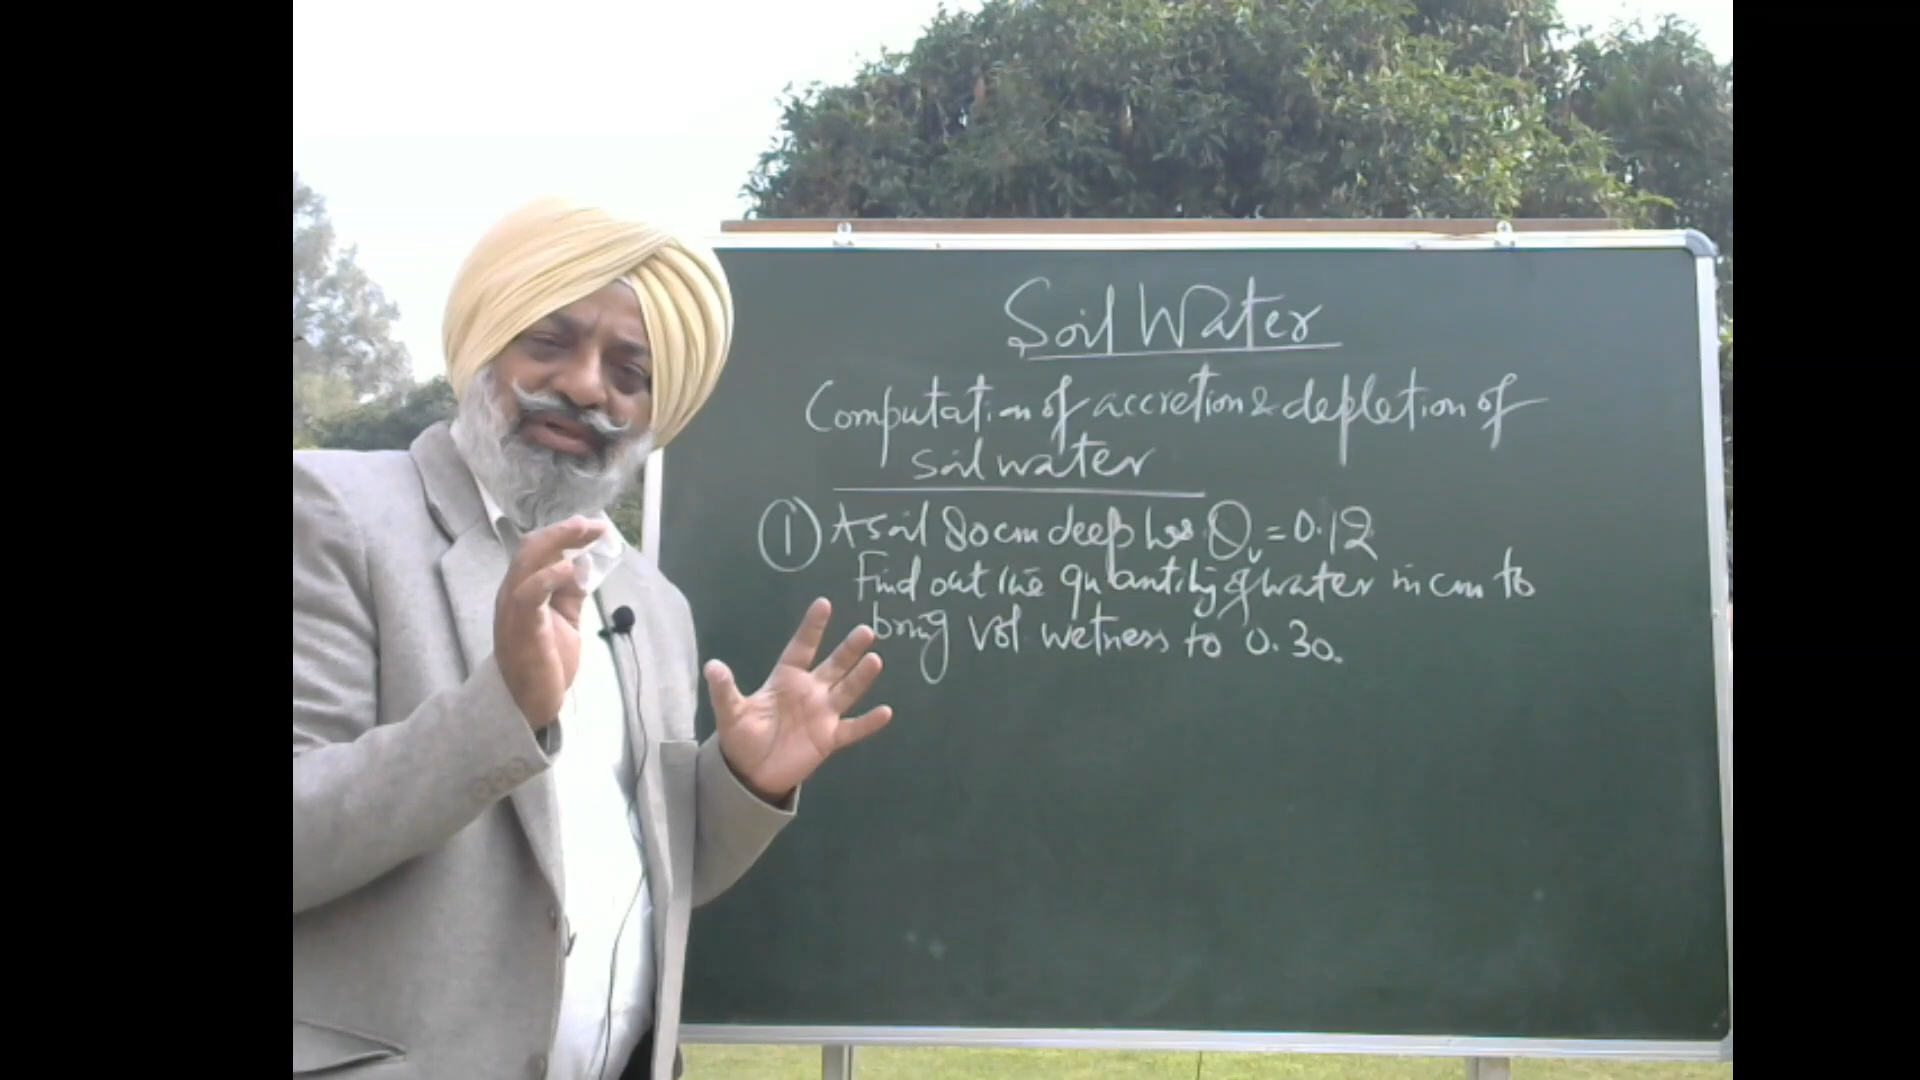 Soil Water
Computation of accretion & depletion of
soil water
① A soil 80 cm deep has θv = 0.12
Find out the quantity of water in cm to
bring vol wetness to 0.30.